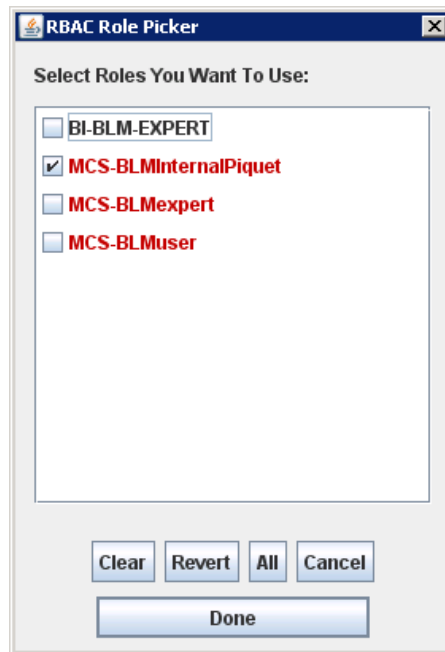 RBAC Role Picker
Select Roles You Want To Use:
BI-BLM-EXPERT
MCS-BLMInternalPiquet
MCS-BLMexpert
MCS-BLMuser
Clear Revert All Cancel
Done